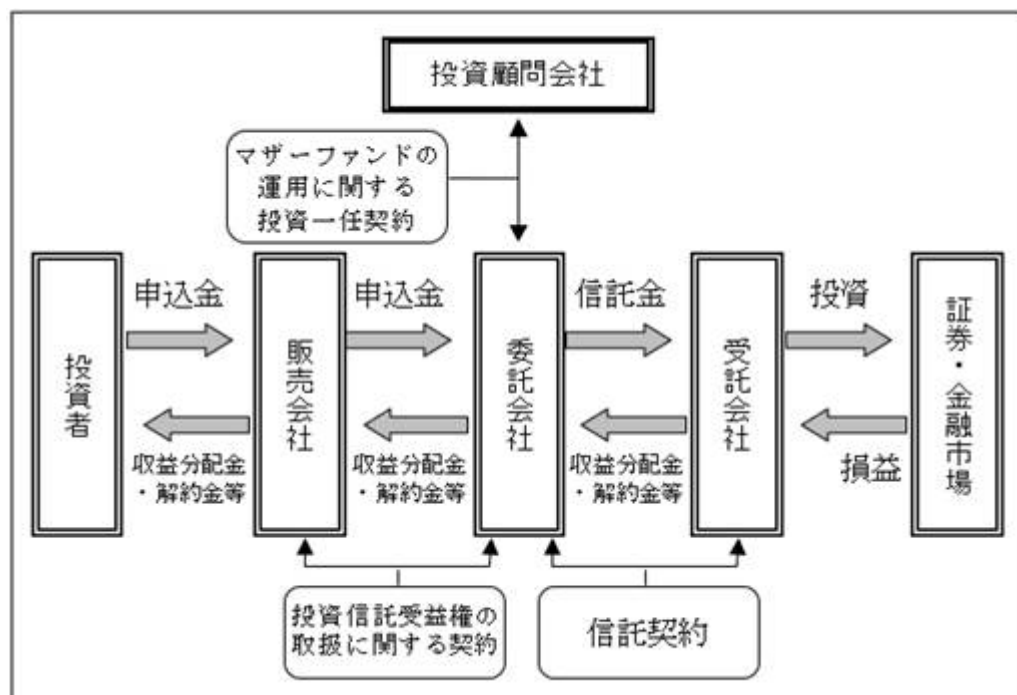 投資顧問会社
マザーファンドの
運用に関する
投資一任契約
申込金
申込金
信託金
投資
投資者
販売会社
委託会社
受託会社
証券・金融市場
収益分配金
・解約金等
収益分配金
・解約金等
収益分配金
・解約金等
損益
投資信託受益権の
取扱に関する契約
信託契約